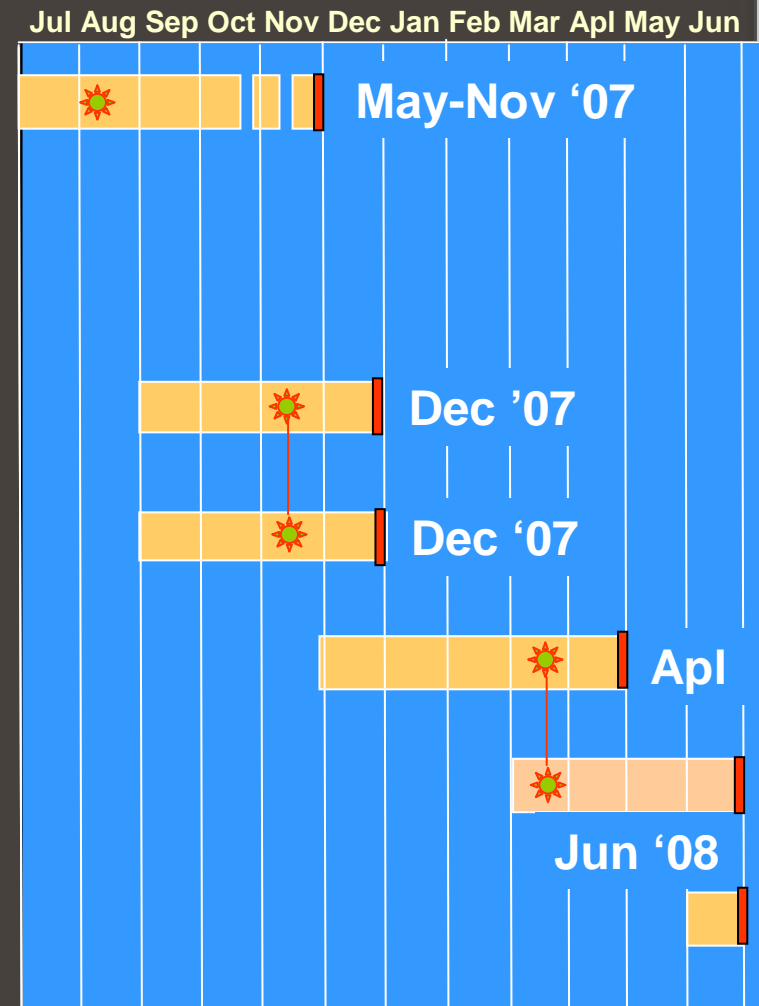 Jul Aug Sep Oct Nov Dec Jan Feb Mar Apl May Jun
May-Nov ‘07
Dec ’07
Dec ‘07
Apl
Jun ‘08